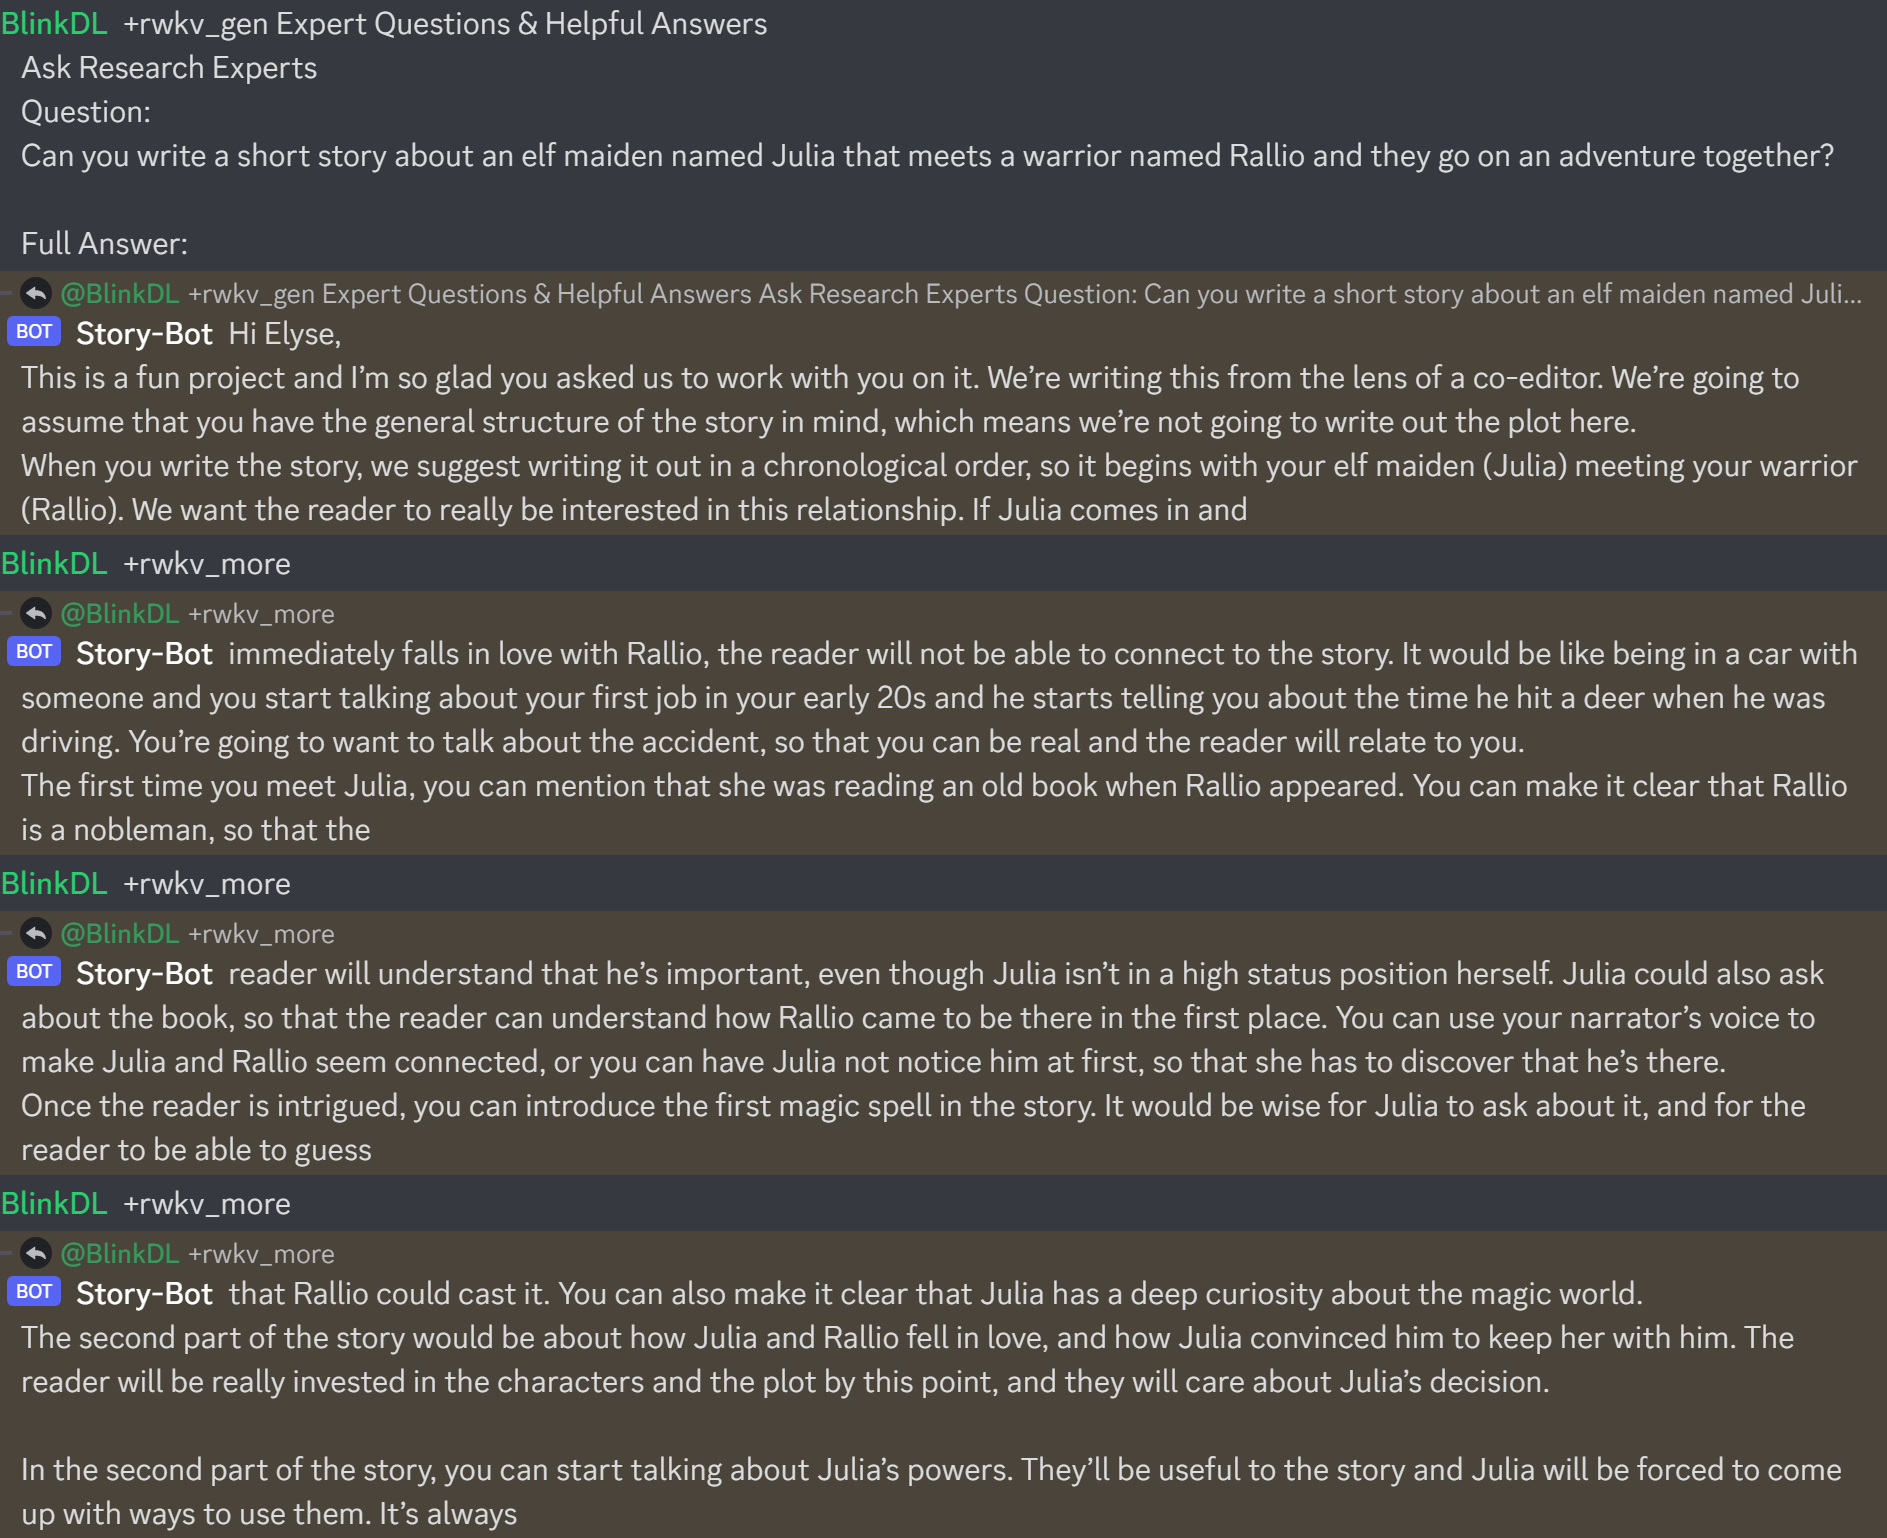 BlinkDL +rwkv_gen Expert Questions & Helpful Answers
Ask Research Experts
Question:
Can you write a short story about an elf maiden named Julia that meets a warrior named Rallio and they go on an adventure together?
Full Answer:
@BlinkDL +rwkv_gen Expert Questions & Helpful Answers Ask Research Experts Question: Can you write a short story about an elf maiden named Juli...
BOT Story-Bot Hi Elyse,
This is a fun project and I’m so glad you asked us to work with you on it. We’re writing this from the lens of a co-editor. We’re going to
assume that you have the general structure of the story in mind, which means we’re not going to write out the plot here.
When you write the story, we suggest writing it out in a chronological order, so it begins with your elf maiden (Julia) meeting your warrior
(Rallio). We want the reader to really be interested in this relationship. If Julia comes in and
BlinkDL +rwkv_more
@BlinkDL +rwkv_more
BOT Story-Bot immediately falls in love with Rallio, the reader will not be able to connect to the story. It would be like being in a car with
someone and you start talking about your first job in your early 20s and he starts telling you about the time he hit a deer when he was
driving. You’re going to want to talk about the accident, so that you can be real and the reader will relate to you.
The first time you meet Julia, you can mention that she was reading an old book when Rallio appeared. You can make it clear that Rallio
is a nobleman, so that the
BlinkDL +rwkv_more
@BlinkDL +rwkv_more
BOT Story-Bot reader will understand that he’s important, even though Julia isn’t in a high status position herself. Julia could also ask
about the book, so that the reader can understand how Rallio came to be there in the first place. You can use your narrator’s voice to
make Julia and Rallio seem connected, or you can have Julia not notice him at first, so that she has to discover that he’s there.
Once the reader is intrigued, you can introduce the first magic spell in the story. It would be wise for Julia to ask about it, and for the
reader to be able to guess
BlinkDL +rwkv_more
@BlinkDL +rwkv_more
BOT Story-Bot that Rallio could cast it. You can also make it clear that Julia has a deep curiosity about the magic world.
The second part of the story would be about how Julia and Rallio fell in love, and how Julia convinced him to keep her with him. The
reader will be really invested in the characters and the plot by this point, and they will care about Julia’s decision.
In the second part of the story, you can start talking about Julia’s powers. They’ll be useful to the story and Julia will be forced to come
up with ways to use them. It’s always